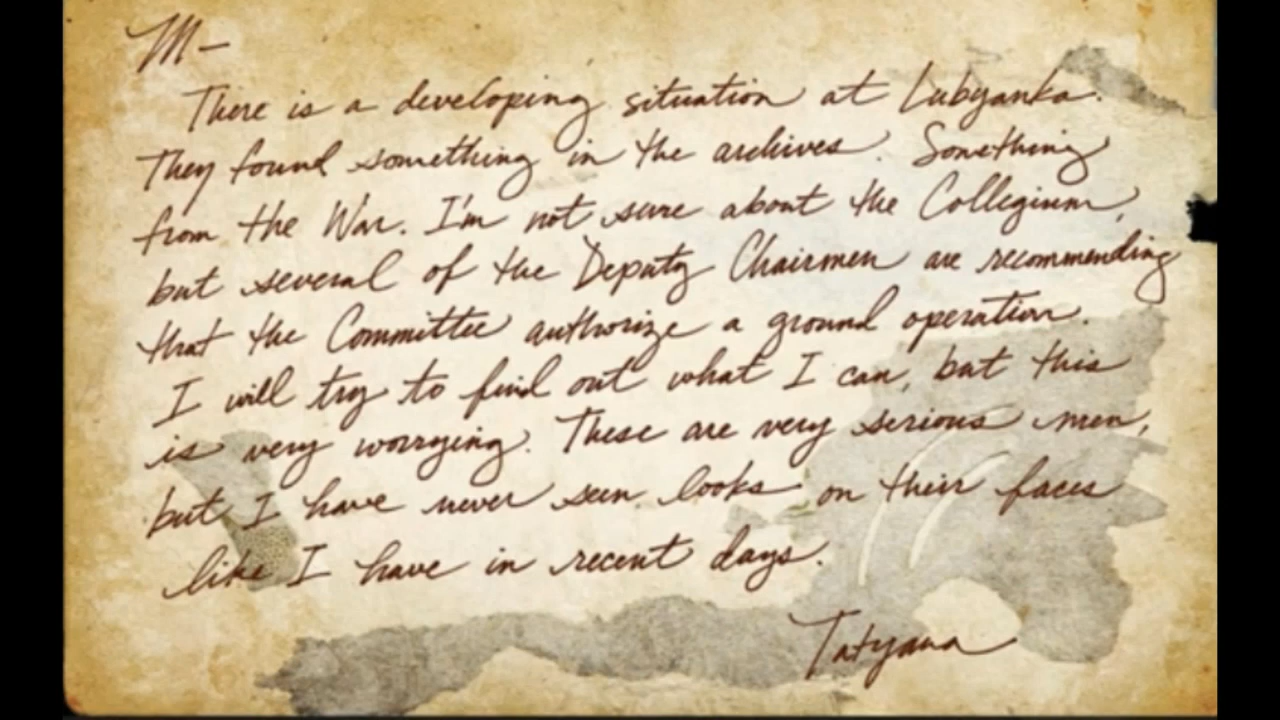 M-
There is a developing situation at Lubyanka.
They found something in the archives. Something
from the War. I'm not sure about the Collegium,
but several of the Deputy Chairmen are recommending
that the Committee authorize a ground operation.
I will try to find out what I can, but this
is very worrying. These are very serious men,
but I have never seen looks on their faces
like I have in recent days.
Tatyana